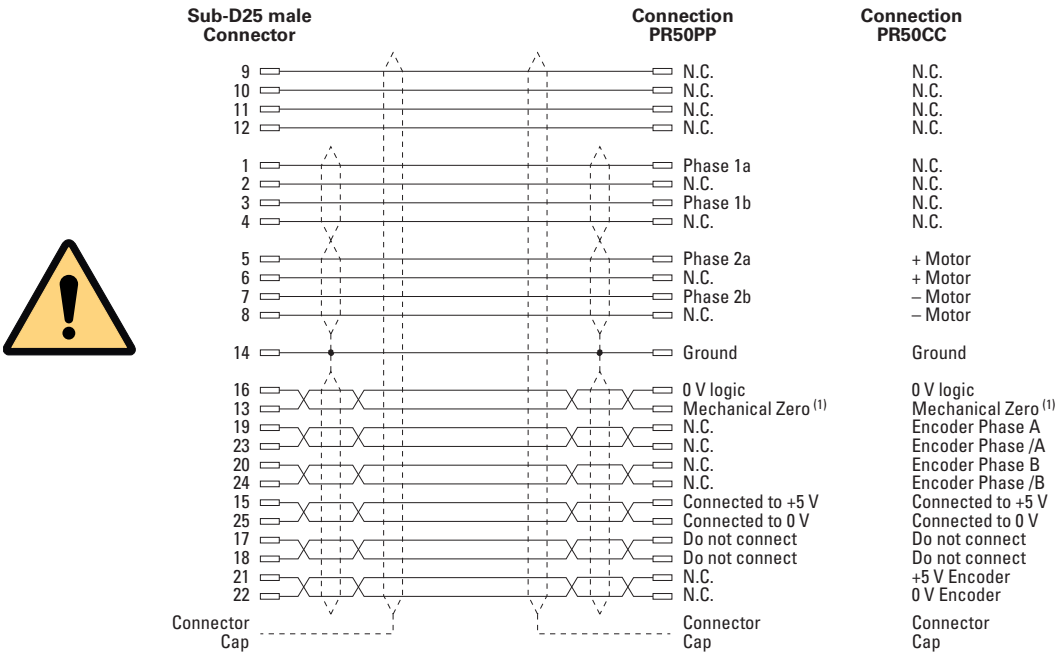 Sub-D25 male Connector Connection PR50PP Connection PR50CC
9 N.C. N.C.
10 N.C. N.C.
11 N.C. N.C.
12 N.C. N.C.
1 Phase 1a N.C.
2 N.C. N.C.
3 Phase 1b N.C.
4 N.C. N.C.
5 Phase 2a + Motor
6 N.C. + Motor
7 Phase 2b – Motor
8 N.C. – Motor
14 Ground Ground
16 0 V logic 0 V logic
13 Mechanical Zero (1) Mechanical Zero (1)
19 N.C. Encoder Phase A
23 N.C. Encoder Phase /A
20 N.C. Encoder Phase B
24 N.C. Encoder Phase /B
15 Connected to +5 V Connected to +5 V
25 Connected to 0 V Connected to 0 V
17 Do not connect Do not connect
18 Do not connect Do not connect
21 N.C. +5 V Encoder
22 N.C. 0 V Encoder
Connector Cap Connector Cap Connector Cap